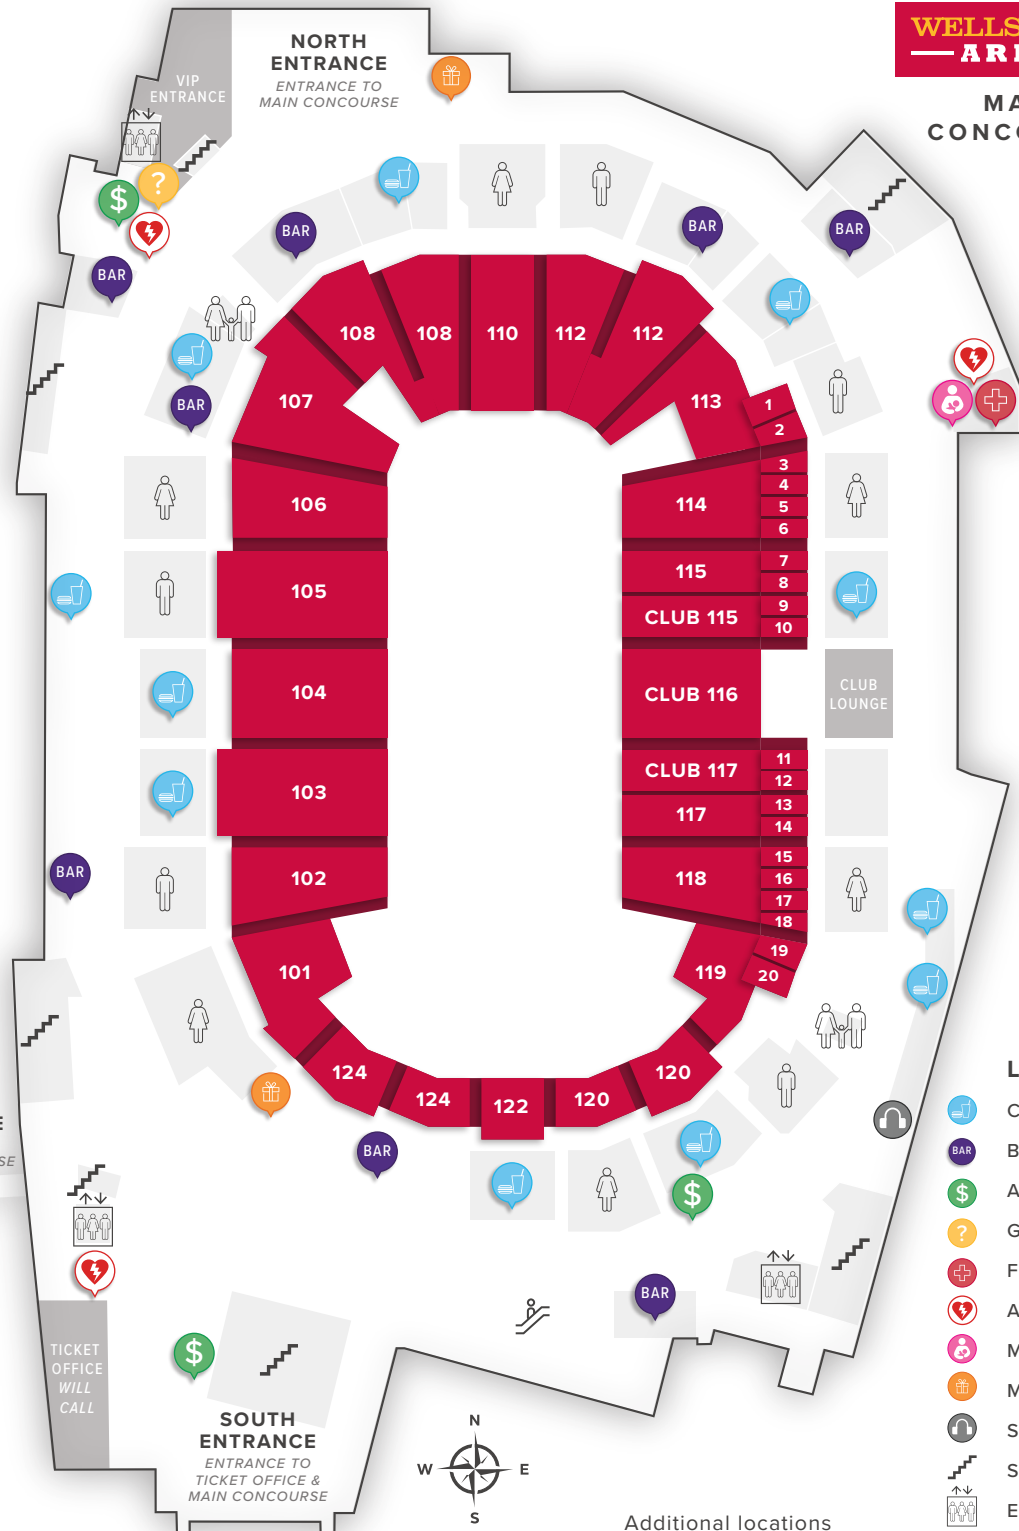 WELLS
ARE
MA
CONCO
NORTH
ENTRANCE
ENTRANCE TO
MAIN CONCOURSE
VIP
ENTRANCE
$
?
BAR
BAR
BAR
BAR
BAR
108
108
110
112
112
107
113
1
2
3
4
5
6
106
114
7
8
9
10
105
115
CLUB 115
104
CLUB 116
CLUB
LOUNGE
103
CLUB 117
117
11
12
13
14
102
118
15
16
17
18
BAR
101
119
19
20
124
124
122
120
120
BAR
$
BAR
E
SE
TICKET
OFFICE
WILL
CALL
$
SOUTH
ENTRANCE
ENTRANCE TO
TICKET OFFICE &
MAIN CONCOURSE
N
W
E
S
L
C
BAR B
$ A
? G
F
A
M
M
S
S
E
Additional locations